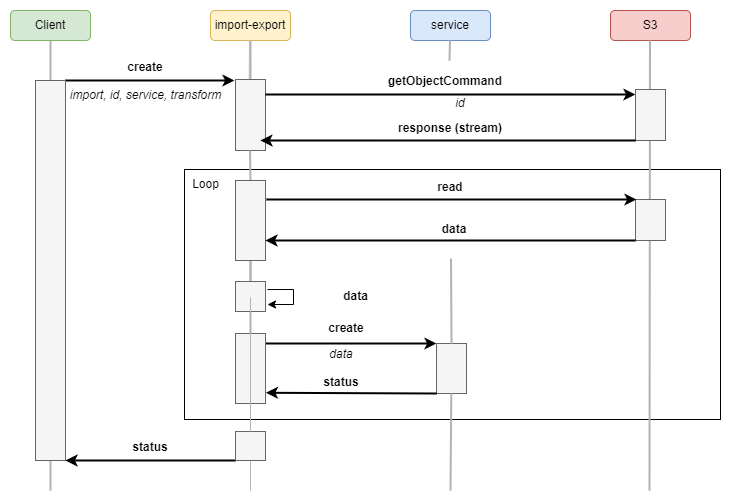 Client
import-export
service
S3
create
import, id, service, transform
getObjectCommand
id
response (stream)
Loop
read
data
data
create
data
status
status